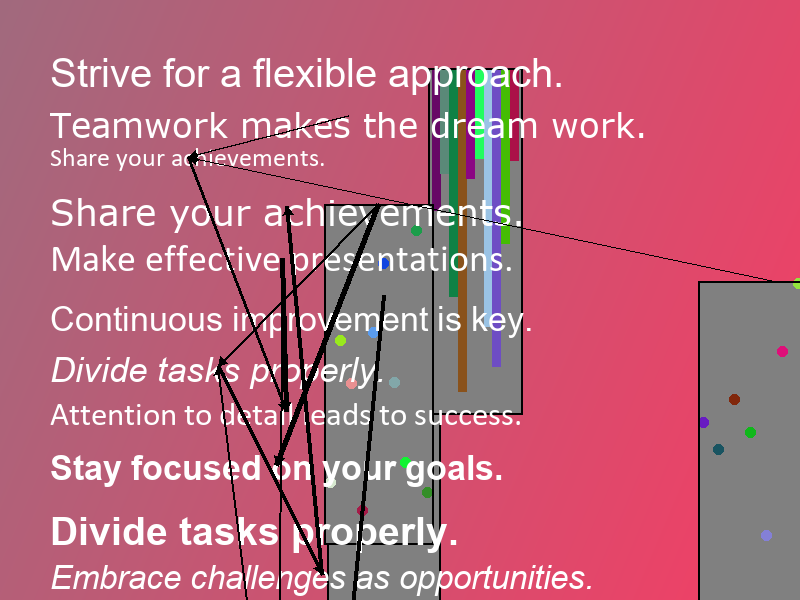 Strive for a flexible approach.
Teamwork makes the dream work.
Share your achievements.
Share your achievements.
Make effective presentations.
Continuous improvement is key.
Divide tasks properly.
Attention to detail leads to success.
Stay focused on your goals.
Divide tasks properly.
Embrace challenges as opportunities.